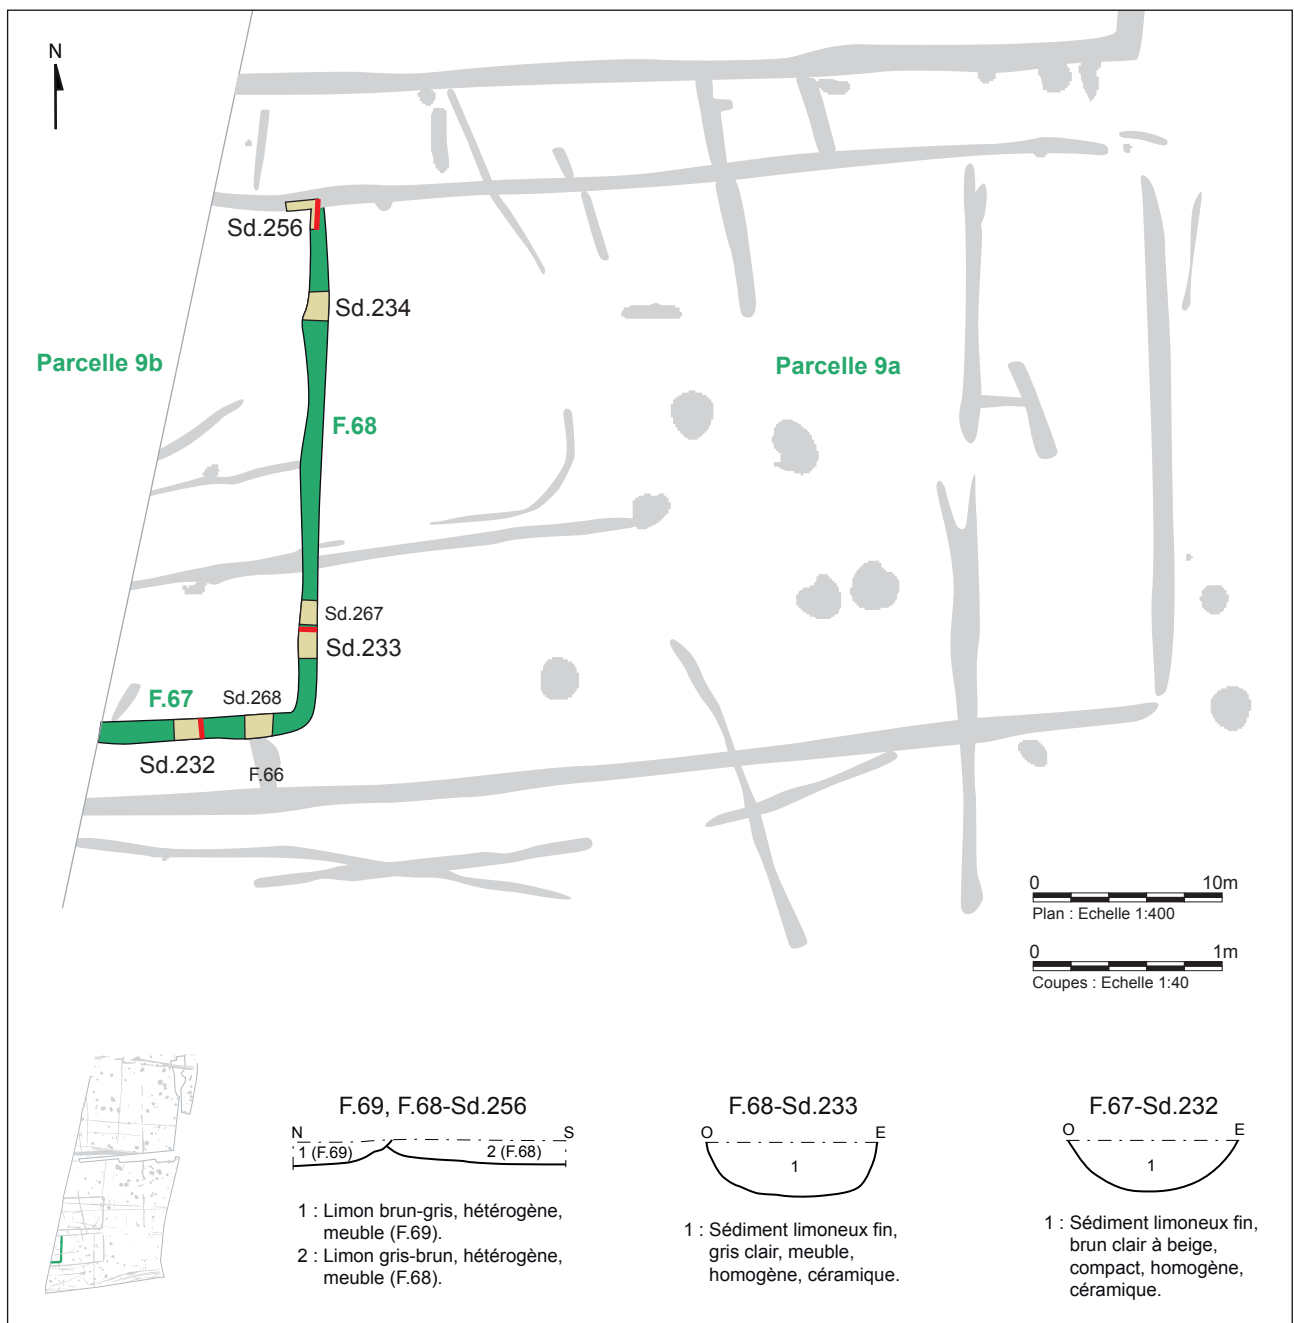 N
Sd.256
Sd.234
Parcelle 9b
Parcelle 9a
F.68
Sd.267
Sd.233
F.67
Sd.268
Sd.232
F.66
0 10m
Plan : Echelle 1:400
0 1m
Coupes : Echelle 1:40
F.69, F.68-Sd.256
N S
1 (F.69) 2 (F.68)
1 : Limon brun-gris, hétérogène,
meuble (F.69).
2 : Limon gris-brun, hétérogène,
meuble (F.68).
F.68-Sd.233
O E
1
1 : Sédiment limoneux fin,
gris clair, meuble,
homogène, céramique.
F.67-Sd.232
O E
1
1 : Sédiment limoneux fin,
brun clair à beige,
compact, homogène,
céramique.